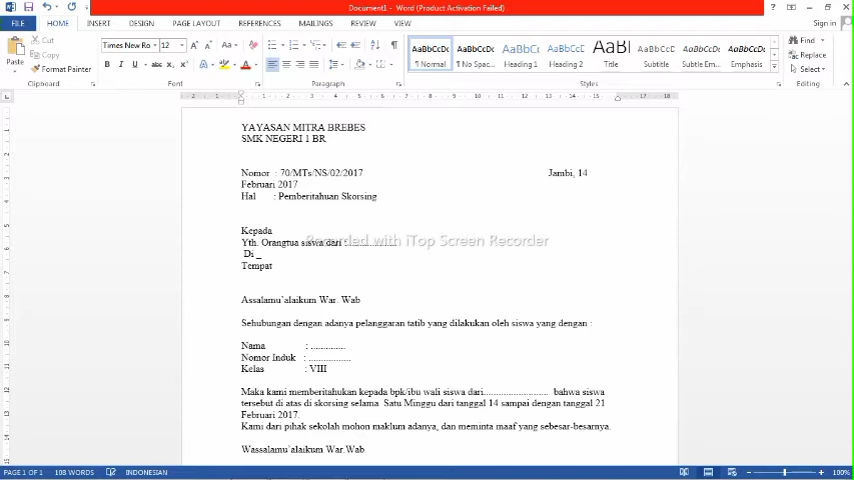 Document1 - Word (Product Activation Failed)
FILE HOME INSERT DESIGN PAGE LAYOUT REFERENCES MAILINGS REVIEW VIEW Sign in
Cut
Copy
Format Painter
Paste
Clipboard
Times New Ro 12
Font
Paragraph
AaBbCcDc AaBbCcDc AaBbCc AaBbCc AaBb AaBbCcD AaBbCcDc AaBbCcDc
¶ Normal ¶ No Spac... Heading 1 Heading 2 Title Subtitle Subtle Em... Emphasis
Styles
Find
Replace
Select
Editing
YAYASAN MITRA BREBES
SMK NEGERI 1 BR
Nomor : 70/MTs/NS/02/2017 Jambi, 14
Februari 2017
Hal : Pemberitahuan Skorsing
Kepada
Yth. Orangtua siswa dari :..................
Di _
Tempat
Recorded with iTop Screen Recorder
Assalamu'alaikum War. Wab
Sehubungan dengan adanya pelanggaran tatib yang dilakukan oleh siswa yang dengan :
Nama : ..............
Nomor Induk : ................
Kelas : VIII
Maka kami memberitahukan kepada bpk/ibu wali siswa dari......................... bahwa siswa
tersebut di atas di skorsing selama Satu Minggu dari tanggal 14 sampai dengan tanggal 21
Februari 2017.
Kami dari pihak sekolah mohon maklum adanya, dan meminta maaf yang sebesar-besarnya.
Wassalamu'alaikum War.Wab
PAGE 1 OF 1 108 WORDS INDONESIAN 100%